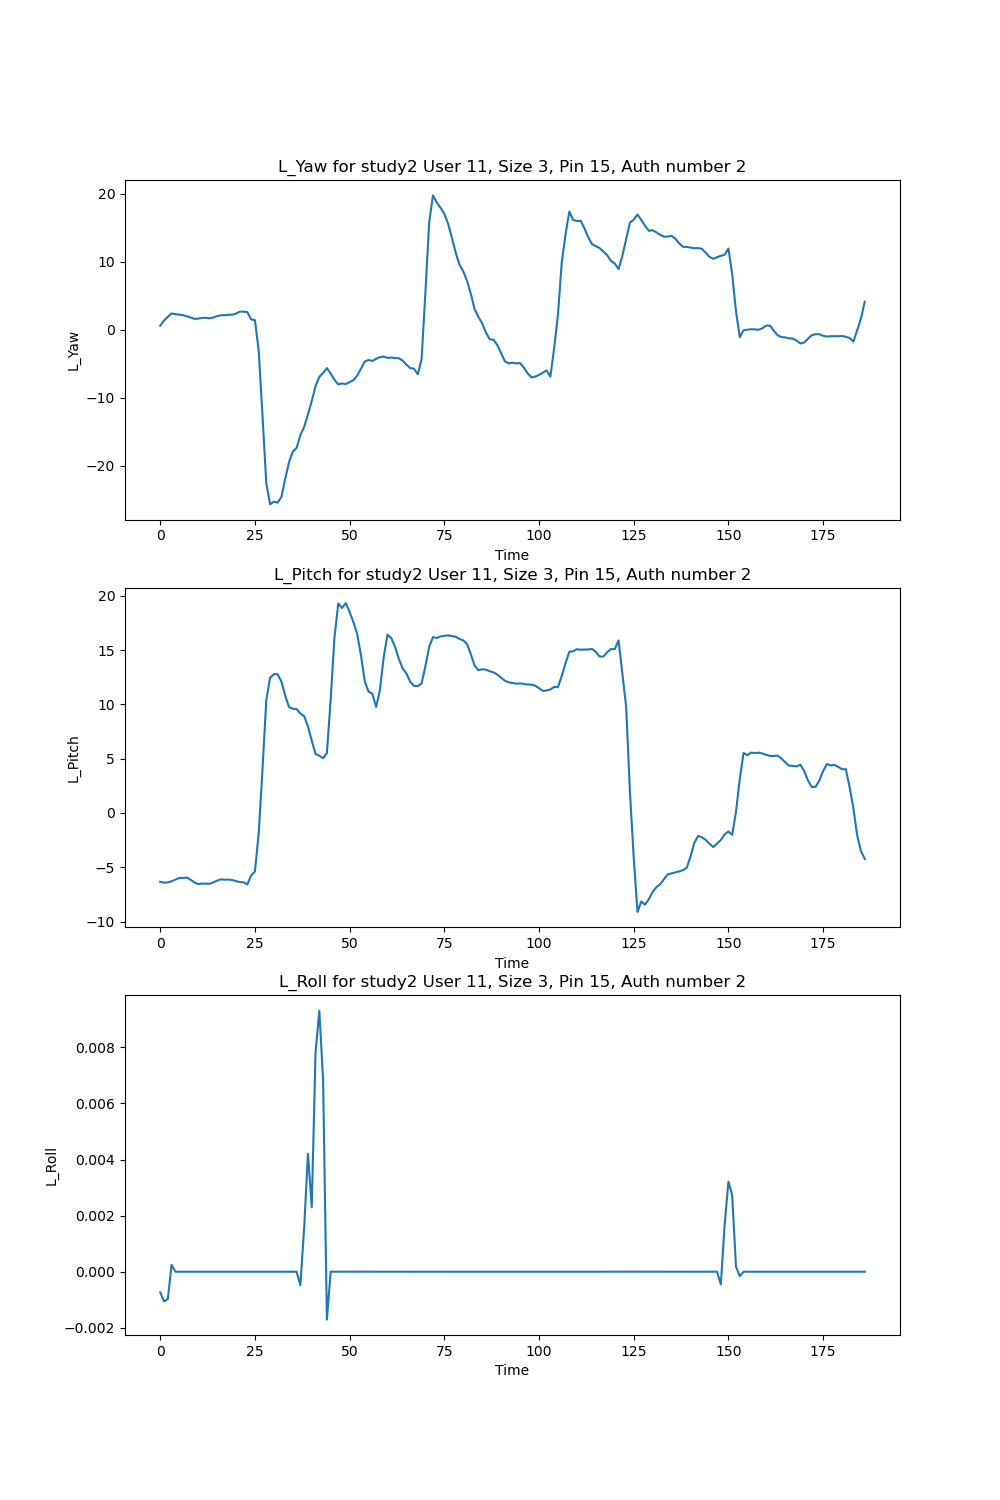 L_Yaw for study2 User 11, Size 3, Pin 15, Auth number 2
20
10
0
−10
−20
L_Yaw
0 25 50 75 100 125 150 175
Time
L_Pitch for study2 User 11, Size 3, Pin 15, Auth number 2
20
15
10
5
0
−5
−10
L_Pitch
0 25 50 75 100 125 150 175
Time
L_Roll for study2 User 11, Size 3, Pin 15, Auth number 2
0.008
0.006
0.004
0.002
0.000
−0.002
L_Roll
0 25 50 75 100 125 150 175
Time